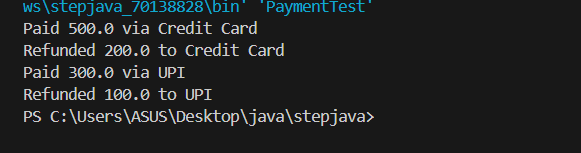 ws\stepjava_70138828\bin' 'PaymentTest'
Paid 500.0 via Credit Card
Refunded 200.0 to Credit Card
Paid 300.0 via UPI
Refunded 100.0 to UPI
PS C:\Users\ASUS\Desktop\java\stepjava>